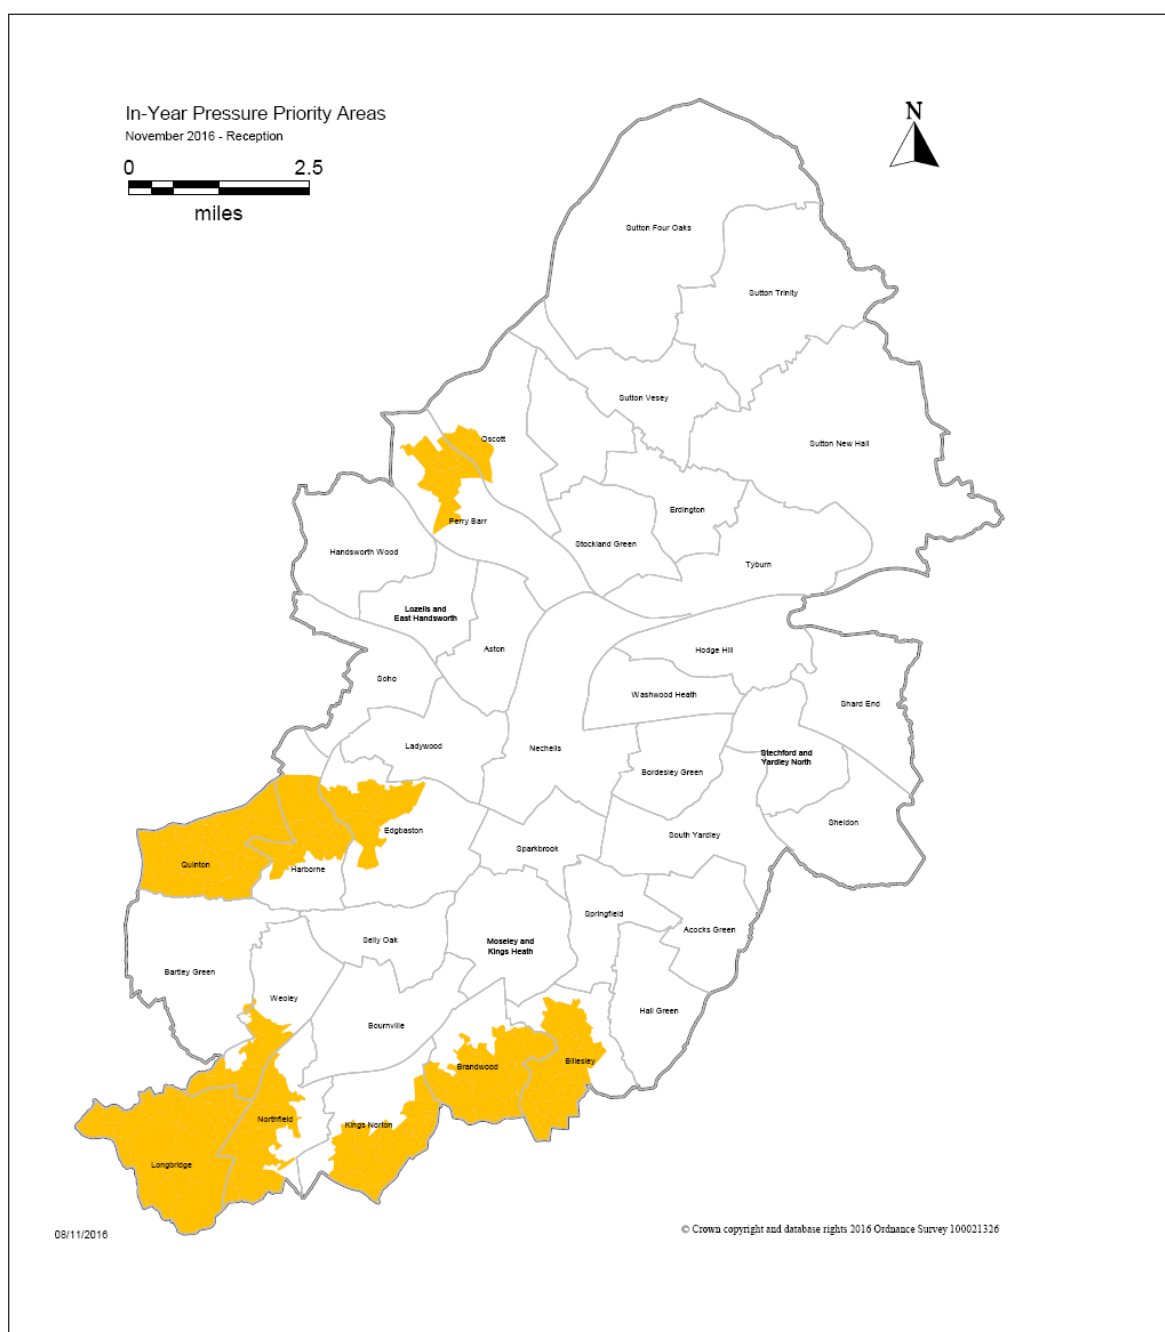 In-Year Pressure Priority Areas
November 2016 - Reception
0 2.5
miles
N
Sutton Four Oaks
Sutton Trinity
Sutton Vesey
Oscott
Sutton New Hall
Erdington
Perry Barr
Stockland Green
Handsworth Wood
Tyburn
Lozells and
East Handsworth
Aston
Hodge Hill
Soho
Washwood Heath
Shard End
Ladywood
Nechells
Stechford and
Yardley North
Bordesley Green
Sheldon
Edgbaston
South Yardley
Sparkbrook
Quinton
Harborne
Springfield
Acocks Green
Selly Oak
Moseley and
Kings Heath
Bartley Green
Weoley
Hall Green
Bournville
Billesley
Brandwood
Northfield
Kings Norton
Longbridge
08/11/2016
© Crown copyright and database rights 2016 Ordnance Survey 100021326